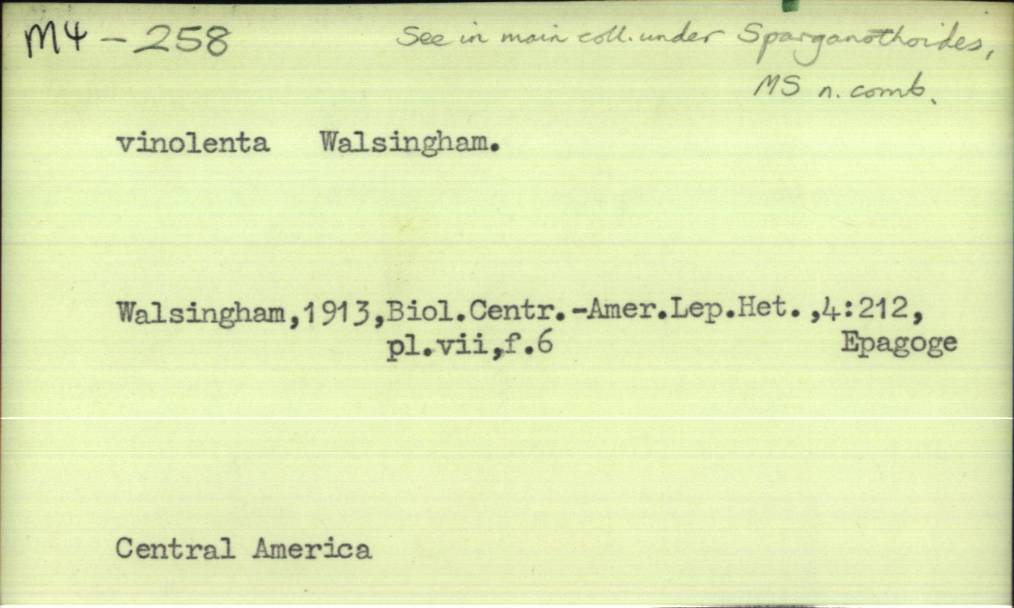 M4-258 See in main coll. under Sparganothoides,
MS n. comb.
vinolenta Walsingham.
Walsingham,1913,Biol.Centr.-Amer.Lep.Het.,4:212,
pl.vii,f.6 Epagoge
Central America